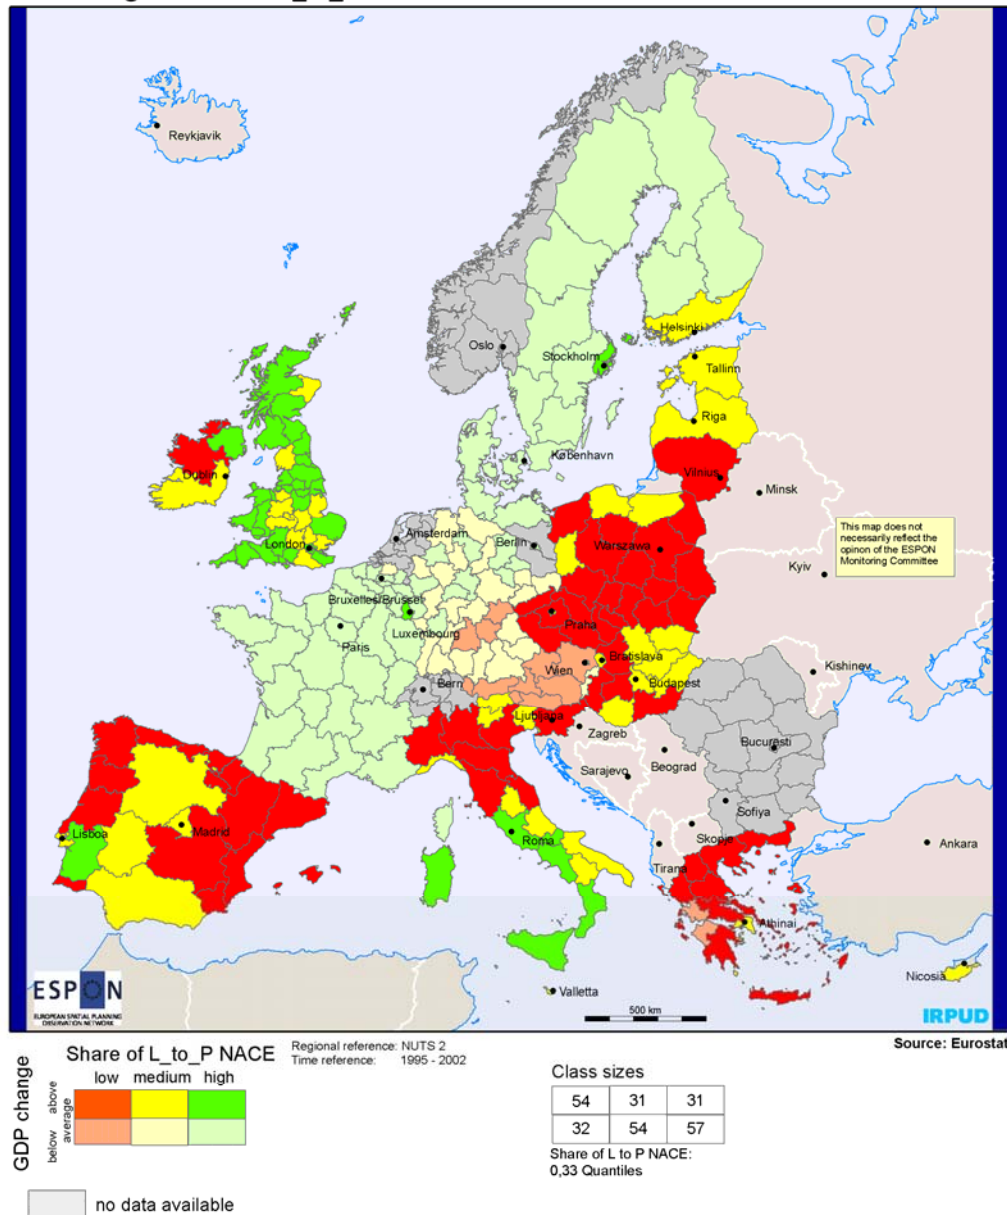 Reykjavik
Oslo
Helsinki
Stockholm
Tallinn
Riga
København
Dublin
Vilnius
Minsk
Amsterdam
Berlin
London
Warszawa
This map does not
necessarily reflect the
opinon of the ESPON
Monitoring Committee
Kyiv
Bruxelles/Brussel
Luxembourg
Praha
Paris
Wien
Bratislava
Kishinev
Bern
Budapest
Ljubljana
Zagreb
Bucuresti
Sarajevo
Beograd
Sofiya
Lisboa
Madrid
Roma
Skopje
Tirana
Ankara
Athinai
Nicosia
Valletta
ESPON
EUROPEAN SPATIAL PLANNING
OBSERVATION NETWORK
500 km
IRPUD
Source: Eurostat
Share of L_to_P NACE
low medium high
GDP change
above
below
average
no data available
Regional reference: NUTS 2
Time reference: 1995 - 2002
Class sizes
54 31 31
32 54 57
Share of L to P NACE:
0,33 Quantiles